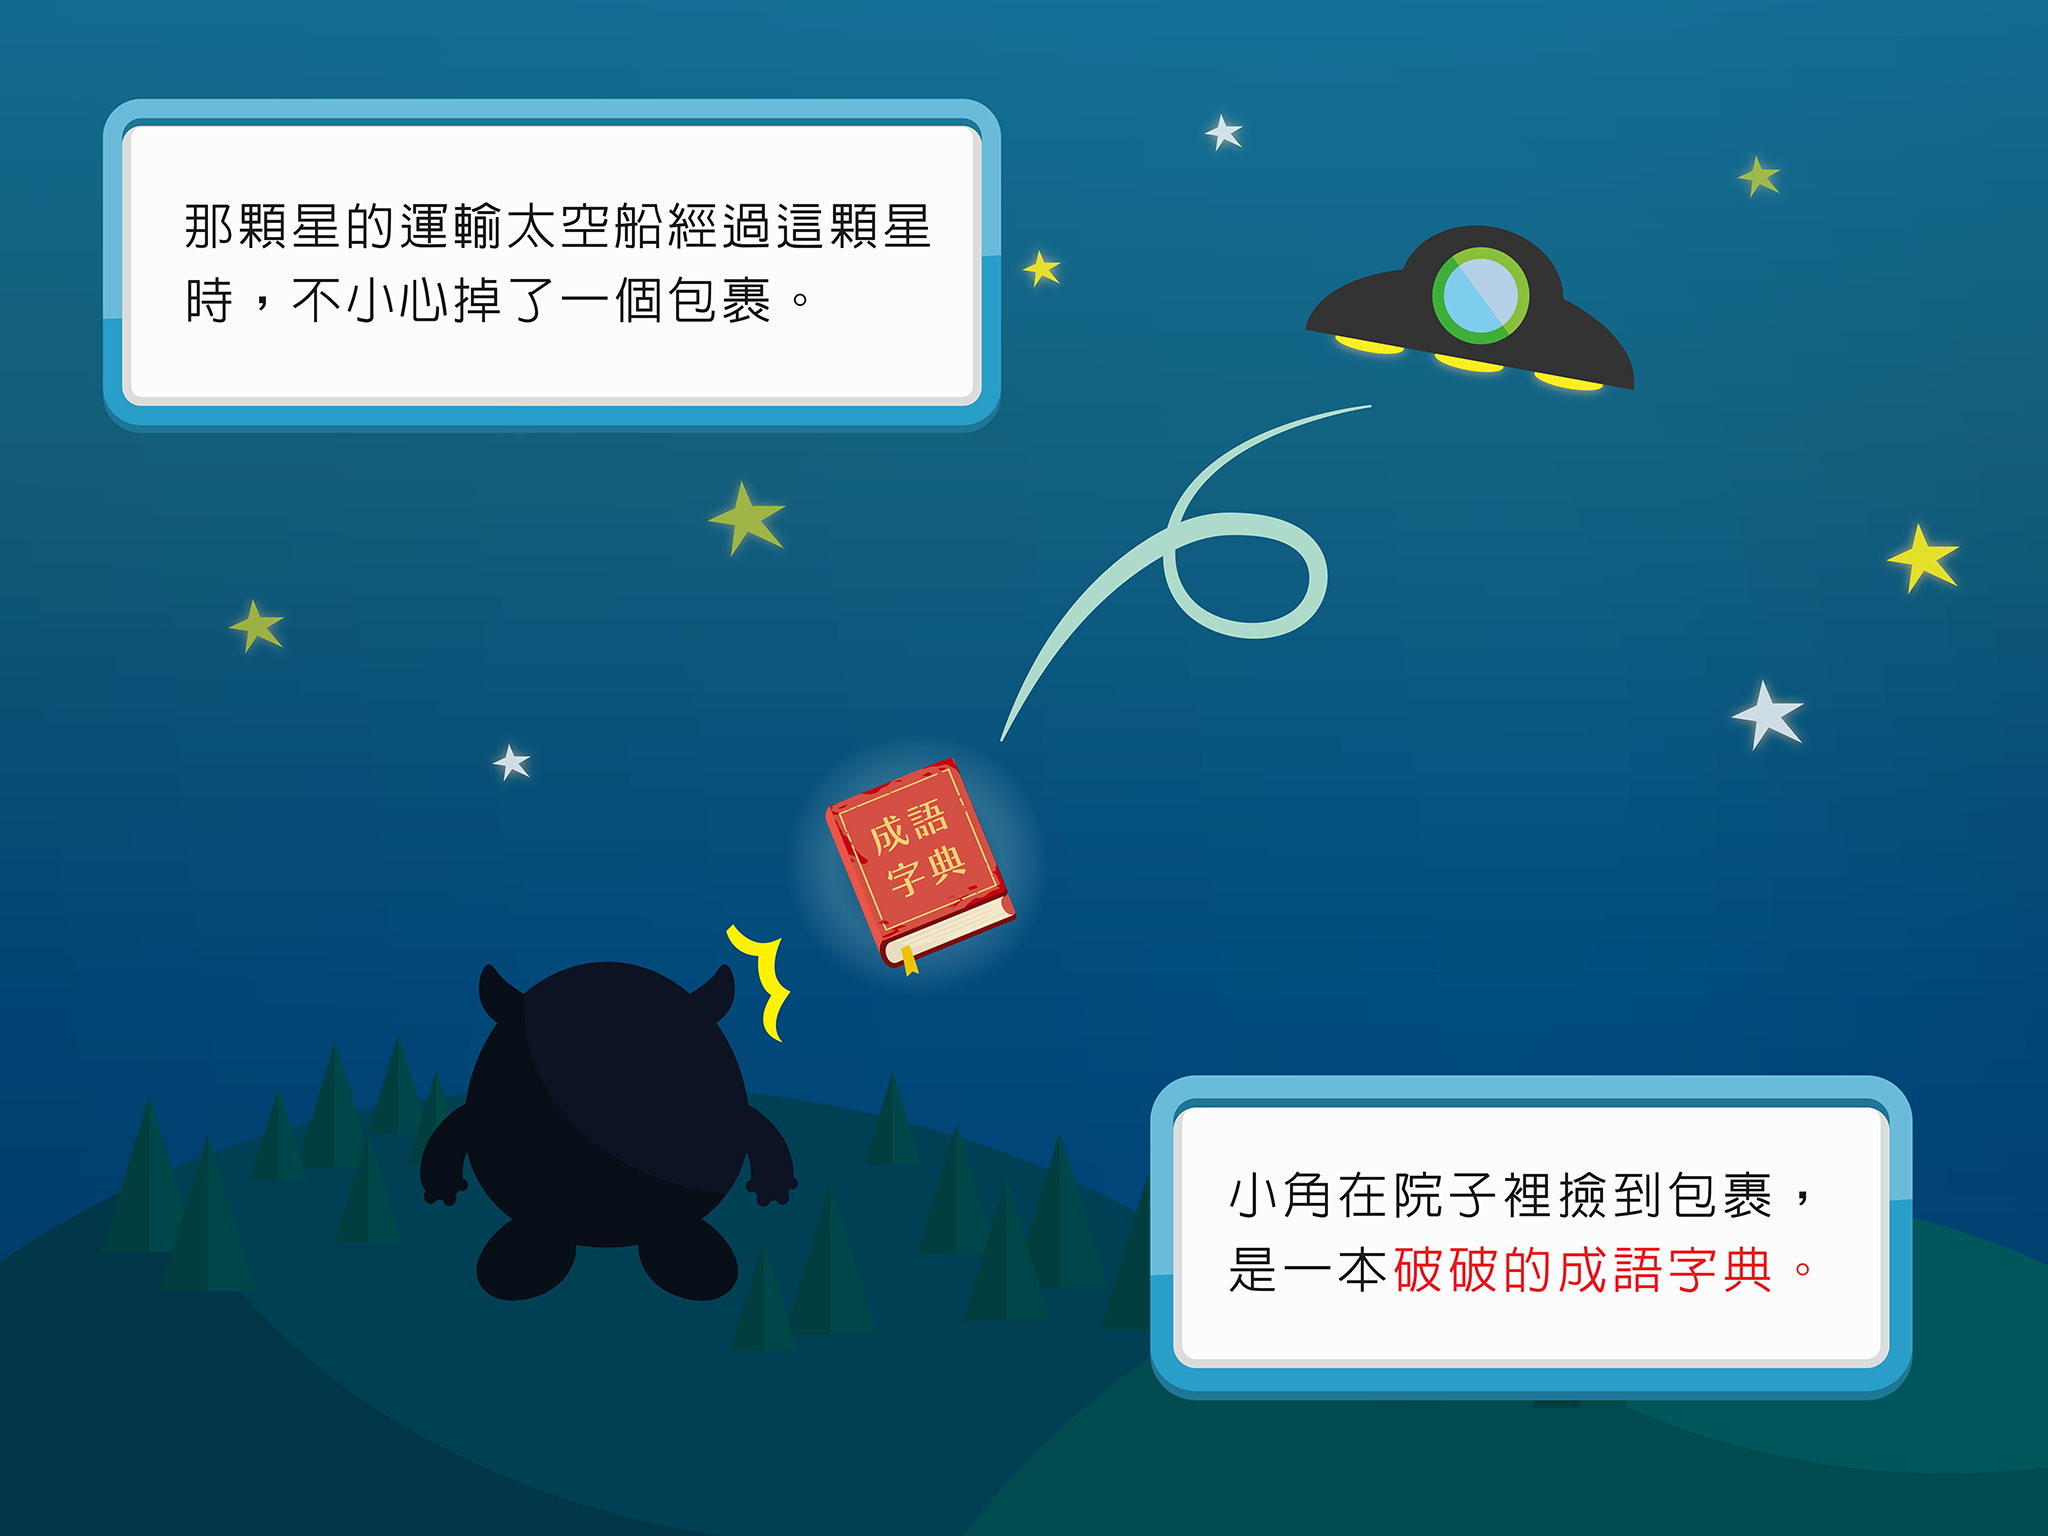 那顆星的運輸太空船經過這顆星
時，不小心掉了一個包裹。
成語
字典
小角在院子裡撿到包裹，
是一本破破的成語字典。